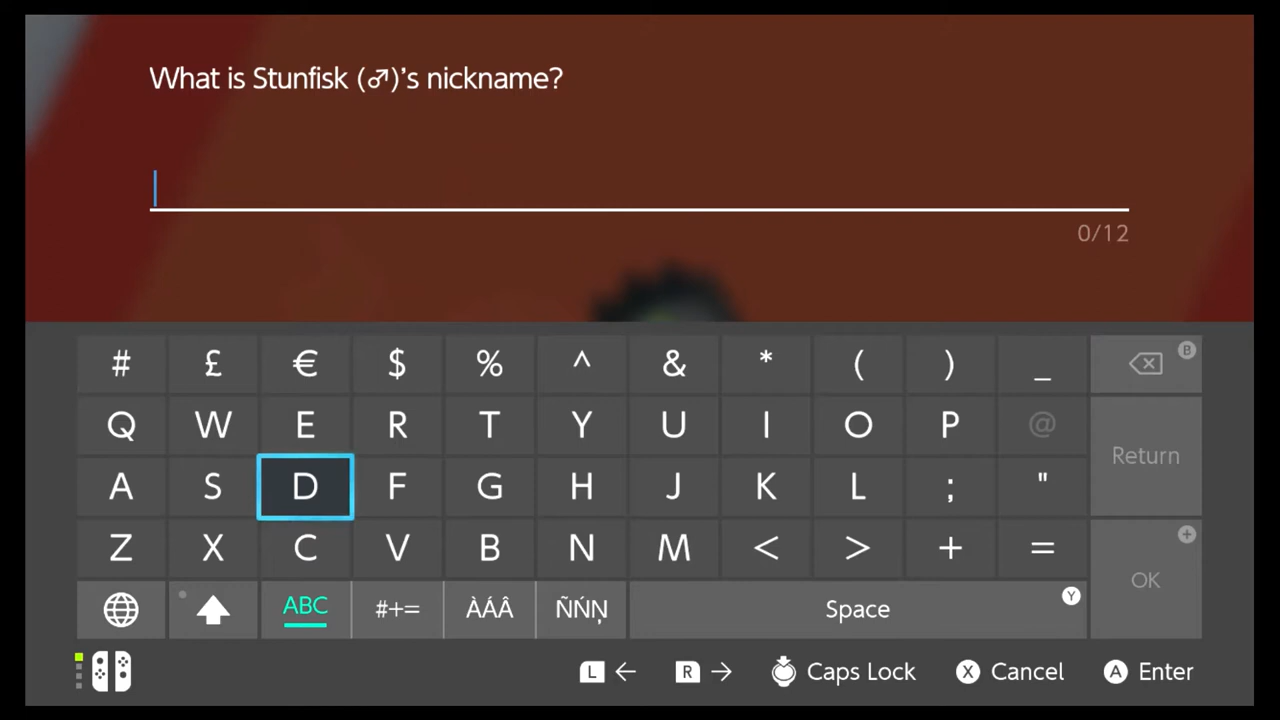 What is Stunfisk (♂)'s nickname?
0/12
# £ € $ % ^ & * ( ) _ B
Q W E R T Y U I O P @ Return
A S D F G H J K L ; "
Z X C V B N M < > + = + OK
ABC #+= ÀÁÂ ÑŃŅ Space Y
L ← R → Caps Lock X Cancel A Enter